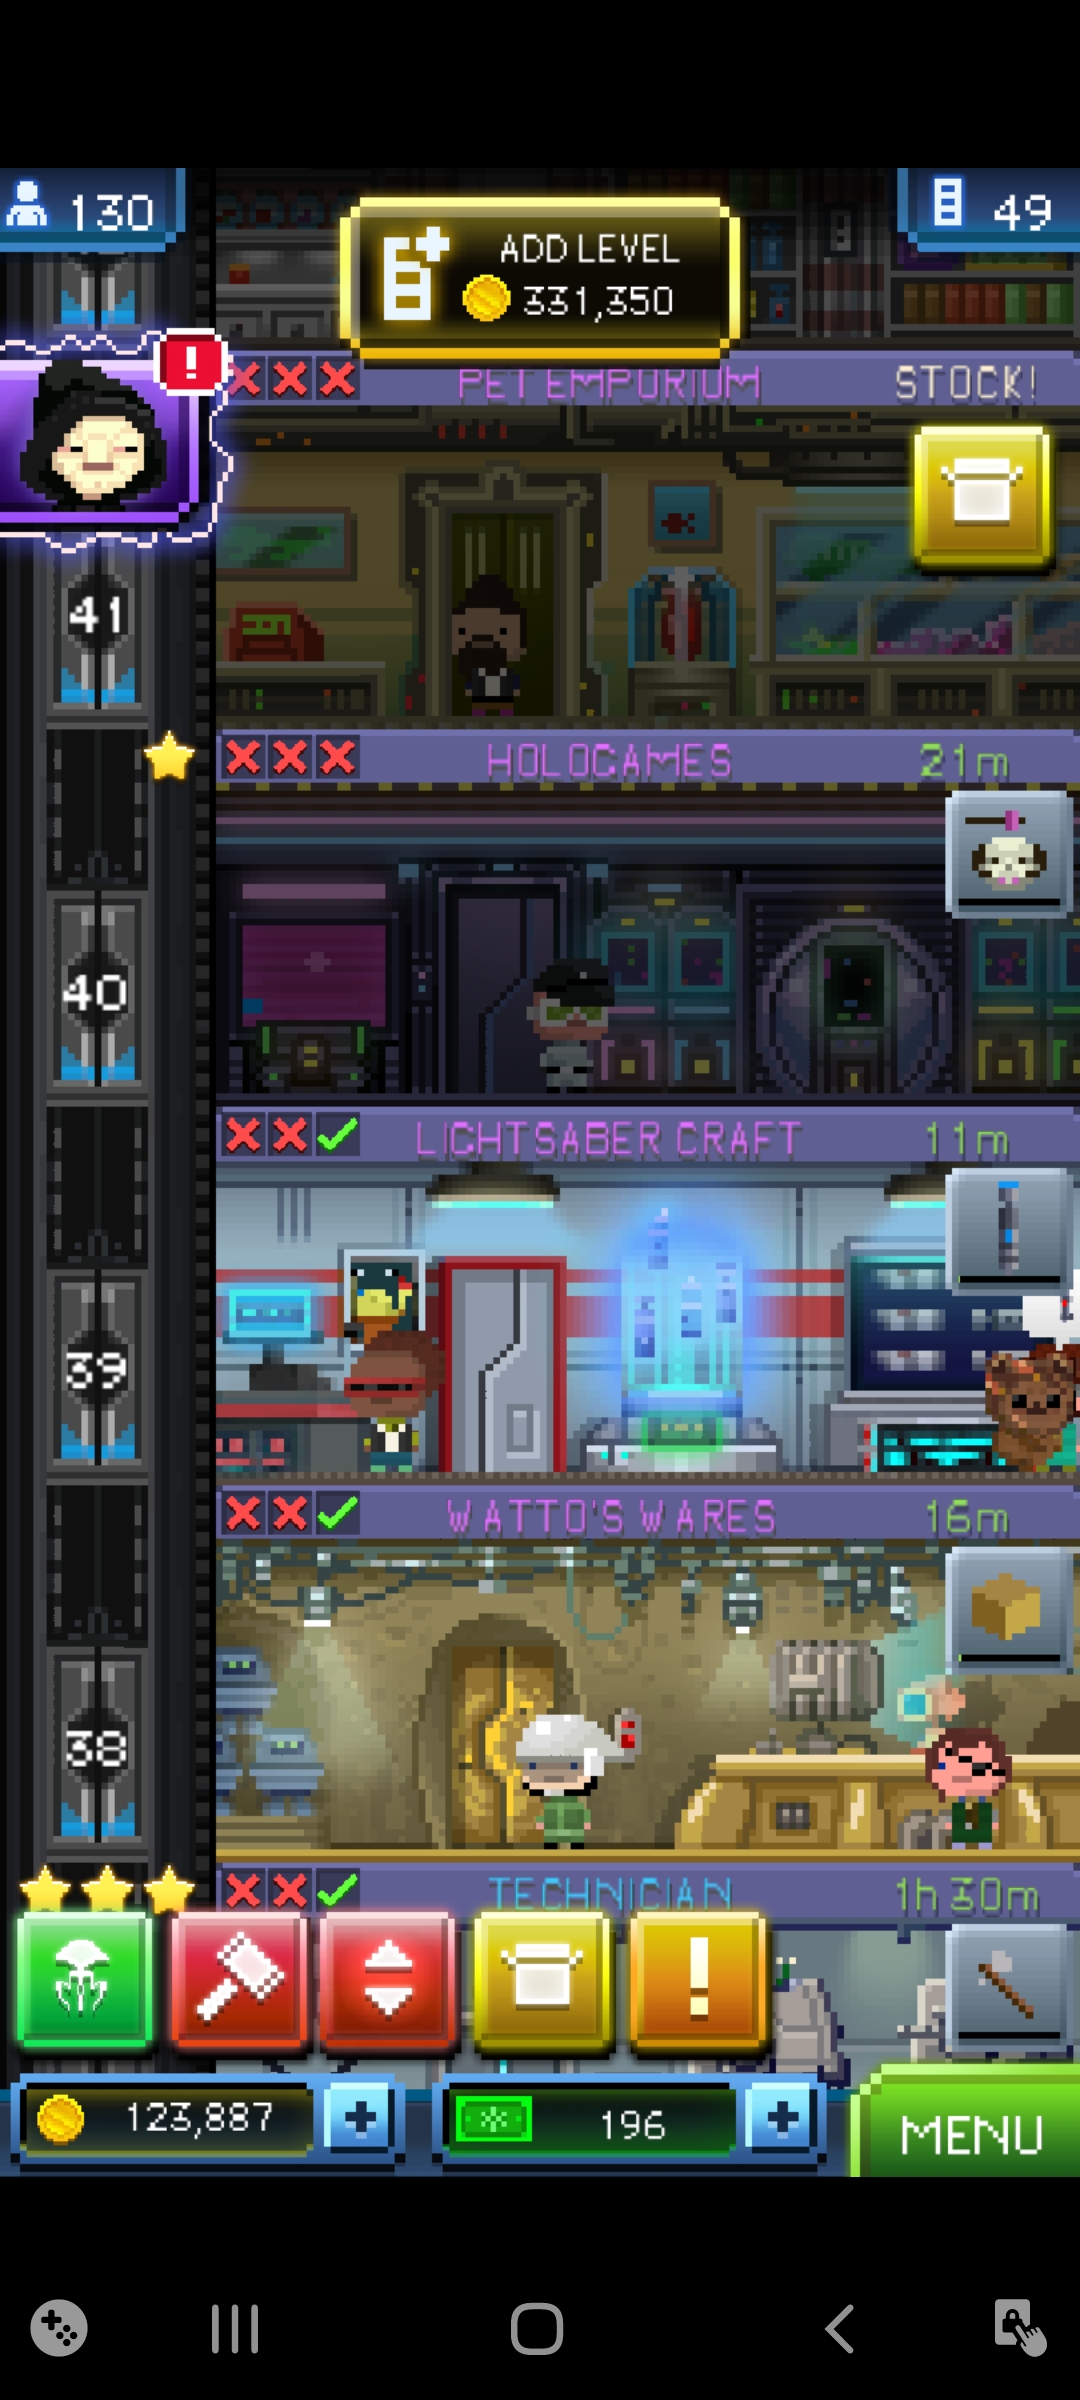 130
ADD LEVEL
331,350
49
!
PET EMPORIUM
STOCK!
41
HOLOGAMES
21m
40
LIGHTSABER CRAFT
11m
39
WATTO'S WARES
16m
38
TECHNICIAN
1h 30m
!
123,887
+
196
+
MENU